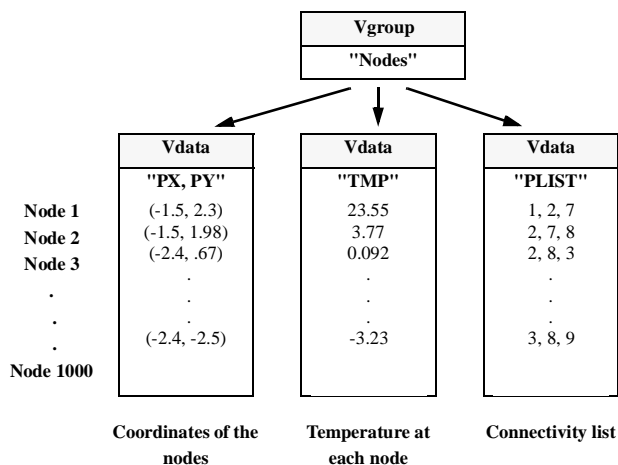 Vgroup
"Nodes"
Vdata Vdata Vdata
"PX, PY" "TMP" "PLIST"
Node 1 (-1.5, 2.3) 23.55 1, 2, 7
Node 2 (-1.5, 1.98) 3.77 2, 7, 8
Node 3 (-2.4, .67) 0.092 2, 8, 3
. . . .
. . . .
. . . .
(-2.4, -2.5) -3.23 3, 8, 9
Node 1000
Coordinates of the Temperature at Connectivity list
nodes each node